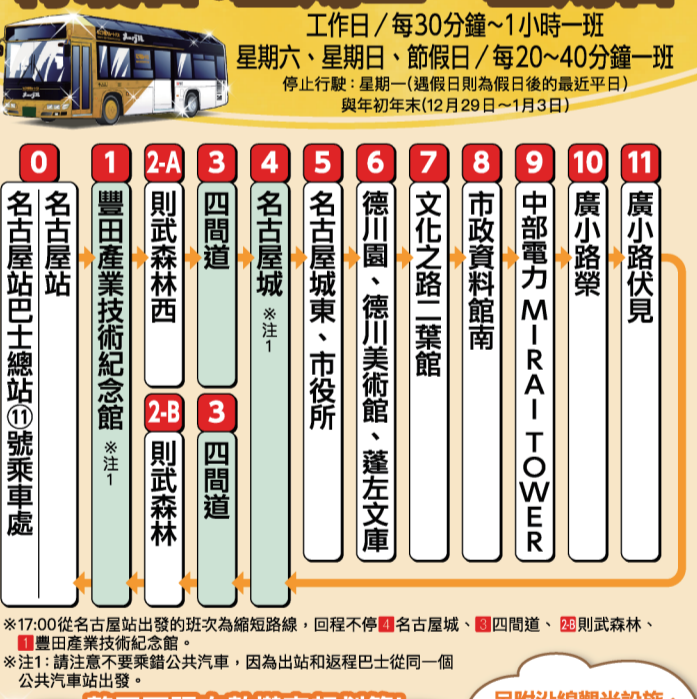 工作日/每30分鐘~1小時一班
星期六、星期日、節假日/每20~40分鐘一班
停止行駛：星期一(遇假日則為假日後的最近平日)
與年初年末(12月29日～1月3日)
0
名古屋站
名古屋站巴士總站⑪號乘車處
1
豐田產業技術紀念館 ※注1
2-A
則武森林西
3
四間道
2-B
則武森林
3
四間道
4
名古屋城 ※注1
5
名古屋城東、市役所
6
德川園、德川美術館、蓬左文庫
7
文化之路二葉館
8
市政資料館南
9
中部電力 MIRAI TOWER
10
廣小路榮
11
廣小路伏見
※17:00從名古屋站出發的班次為縮短路線，回程不停4名古屋城、3四間道、2-B則武森林、
1豐田產業技術紀念館。
※注1：請注意不要乘錯公共汽車，因為出站和返程巴士從同一個
公共汽車站出發。